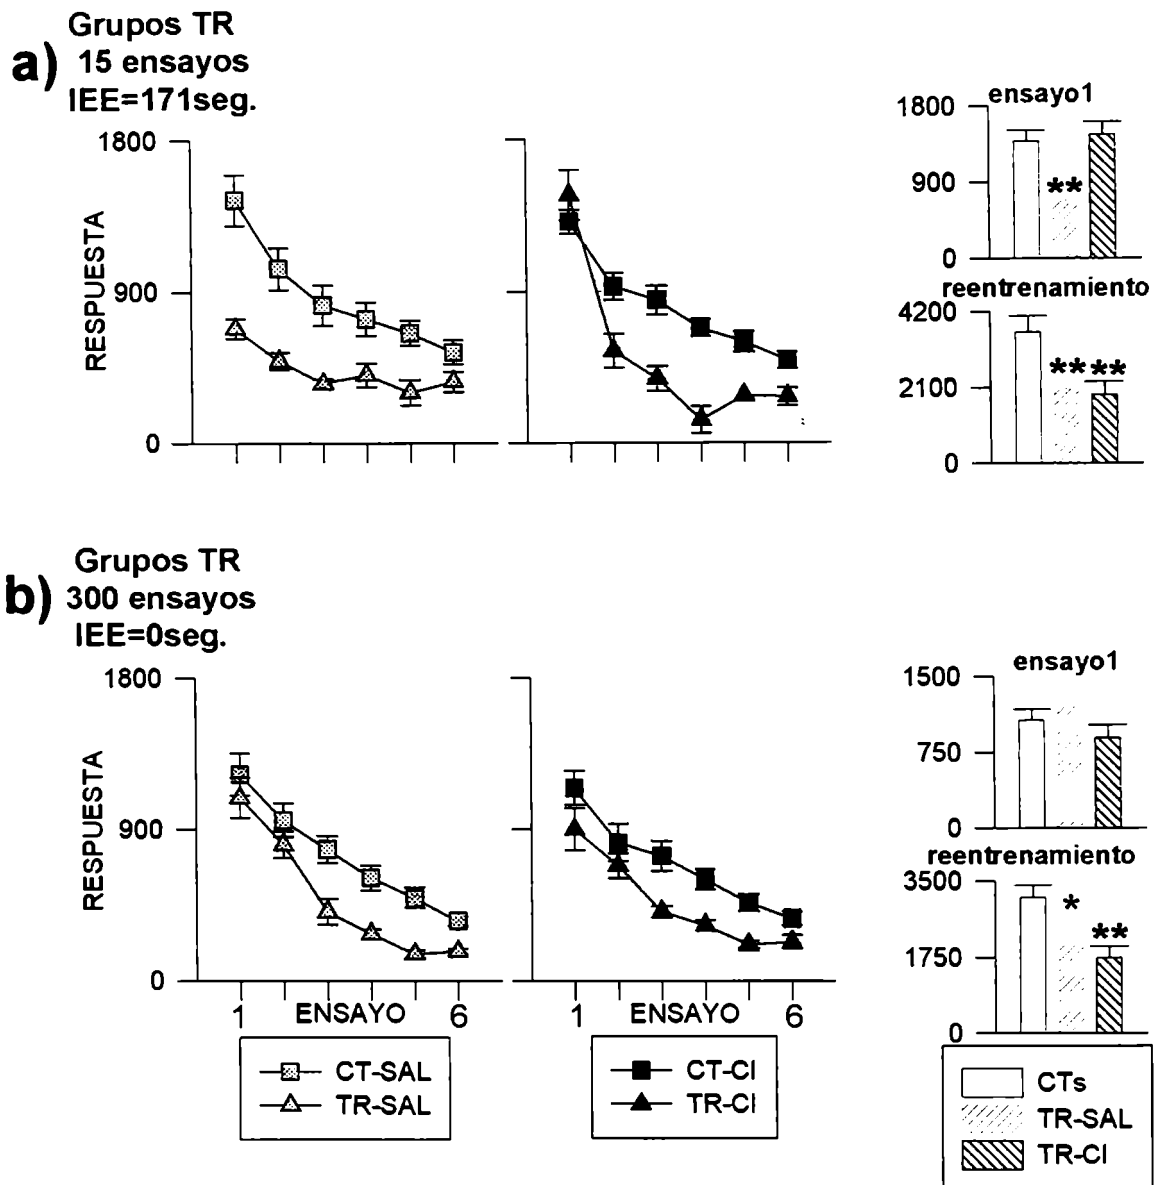 a)
Grupos TR
15 ensayos
IEE=171seg.
RESPUESTA
1800
900
0
ensayo1
1800
900
0
**
reentrenamiento
4200
2100
0
** **
b)
Grupos TR
300 ensayos
IEE=0seg.
RESPUESTA
1800
900
0
1 ENSAYO 6
1 ENSAYO 6
ensayo1
1500
750
0
reentrenamiento
3500
1750
0
*
**
CT-SAL
TR-SAL
CT-CI
TR-CI
CTs
TR-SAL
TR-CI